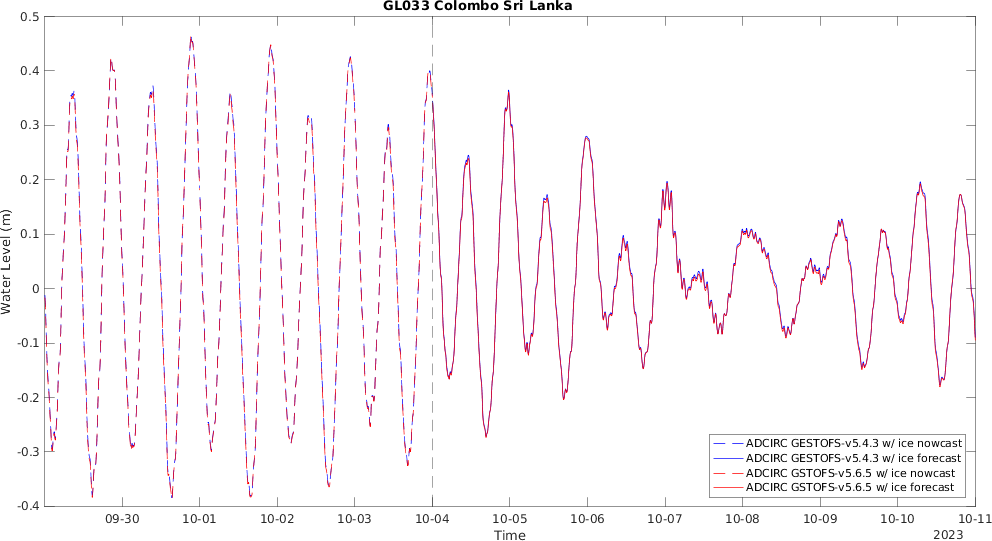 GL033 Colombo Sri Lanka
0.5
0.4
0.3
0.2
0.1
0
-0.1
-0.2
-0.3
-0.4
Water Level (m)
ADCIRC GESTOFS-v5.4.3 w/ ice nowcast
ADCIRC GESTOFS-v5.4.3 w/ ice forecast
ADCIRC GSTOFS-v5.6.5 w/ ice nowcast
ADCIRC GSTOFS-v5.6.5 w/ ice forecast
09-30 10-01 10-02 10-03 10-04 10-05 10-06 10-07 10-08 10-09 10-10 10-11
Time
2023